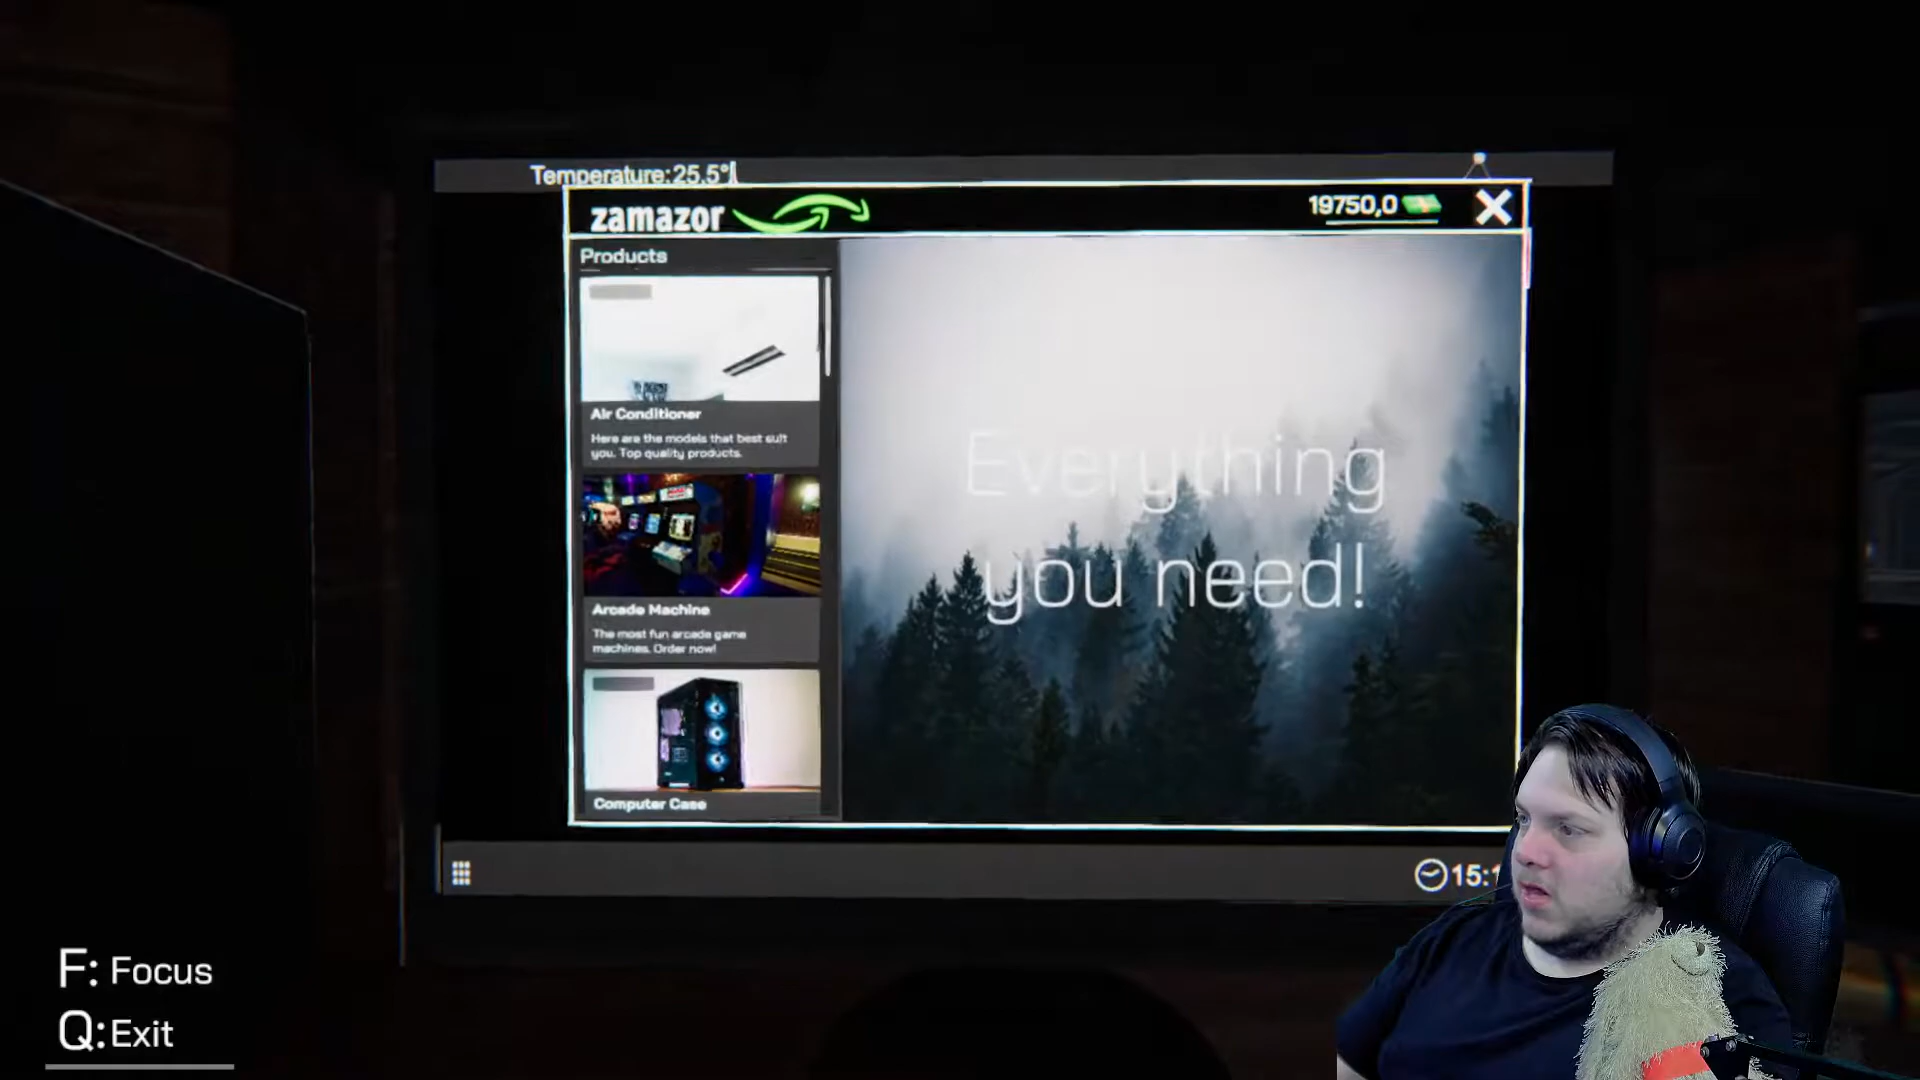 Temperature:25.5°
zamazor
19750,0
Products
Air Conditioner
Here are the models that best suit
you. Top quality products.
Arcade Machine
The most fun arcade game
machines. Order now!
Computer Case
Everything
you need!
F: Focus
Q: Exit